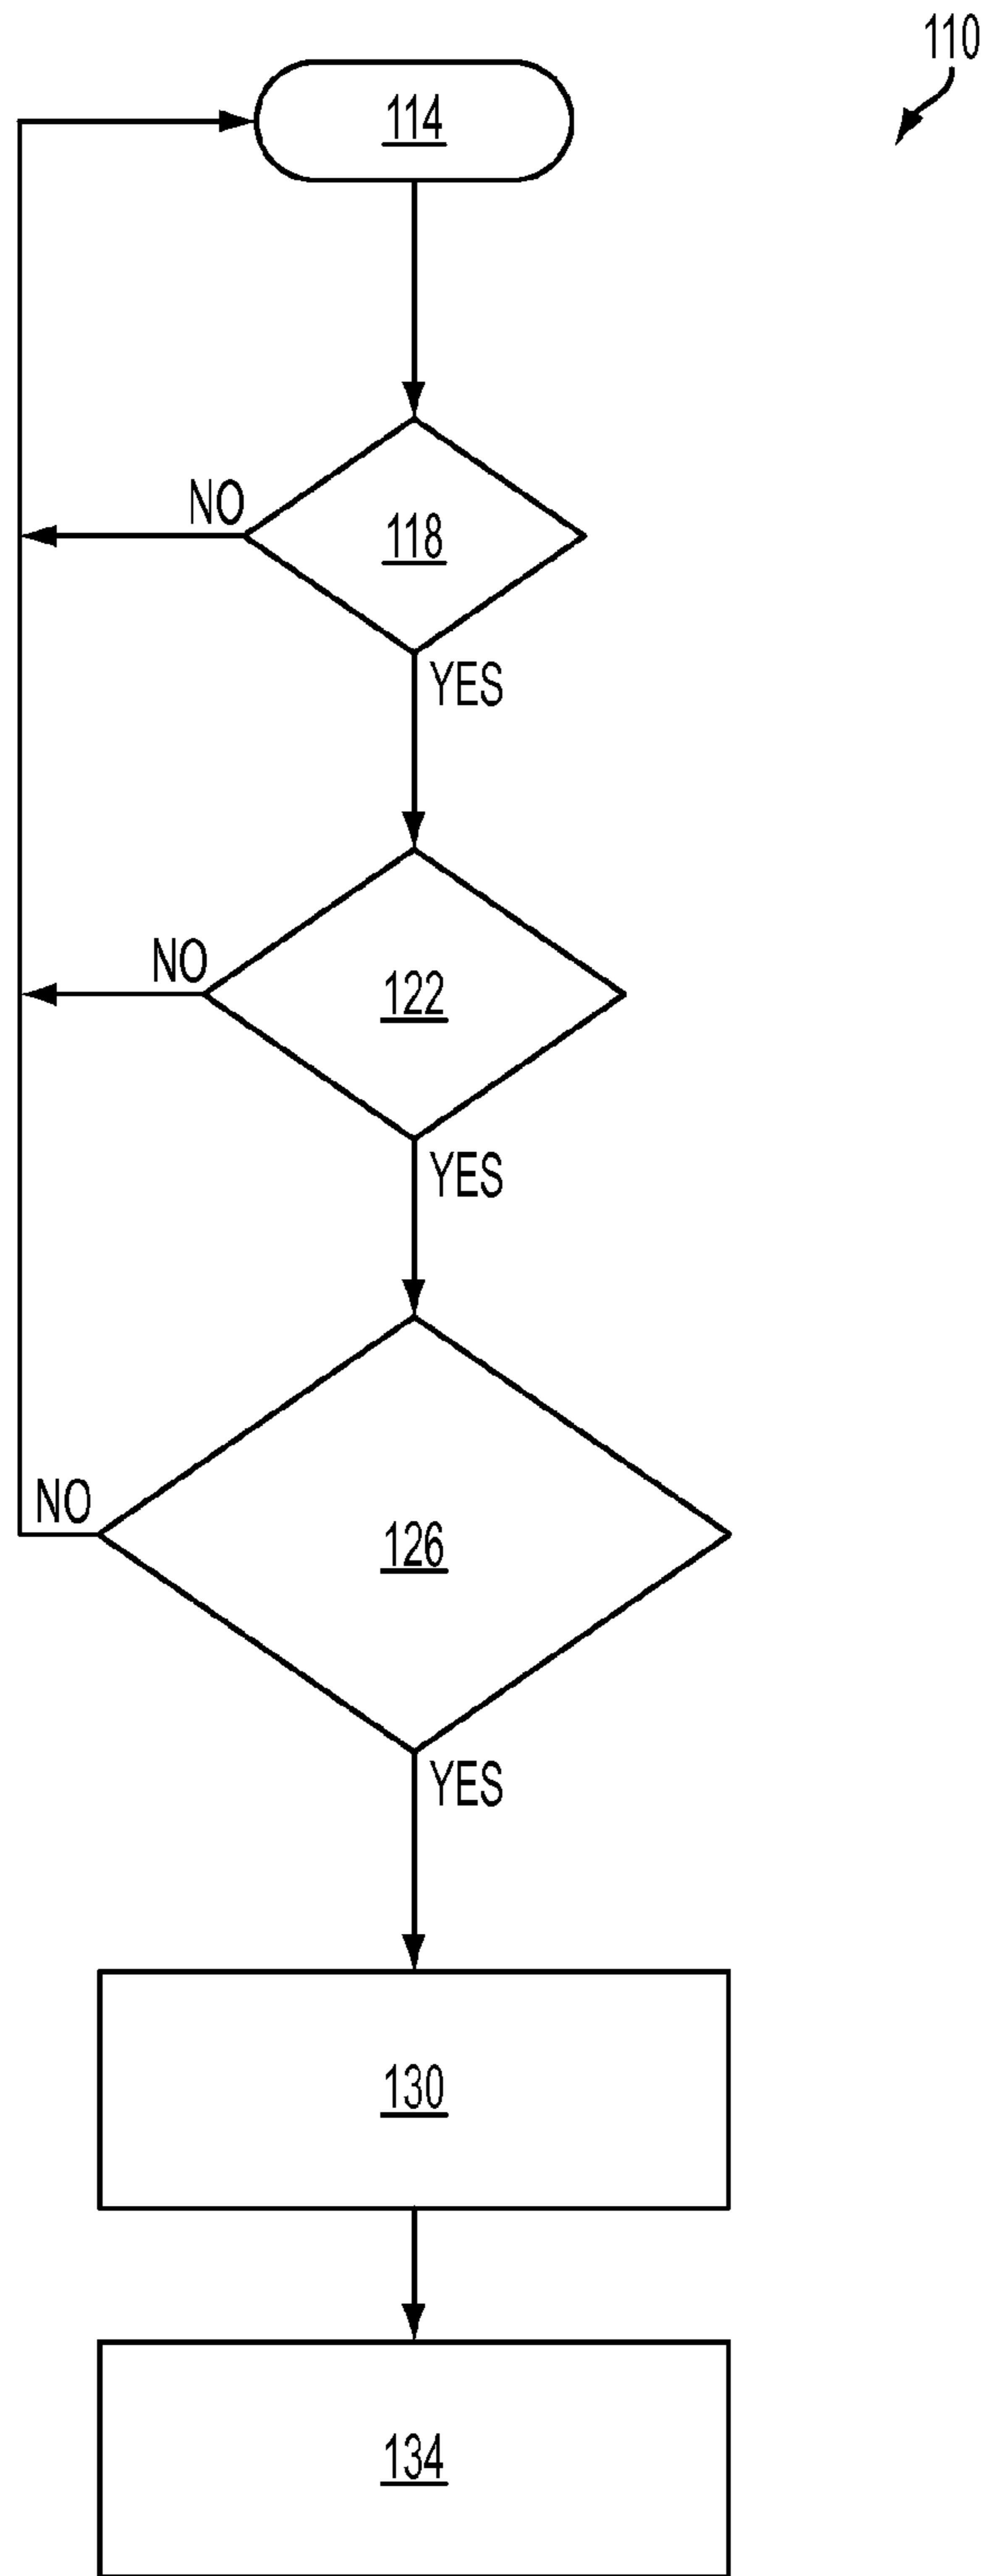 110
114
NO
118
YES
NO
122
YES
NO
126
YES
130
134